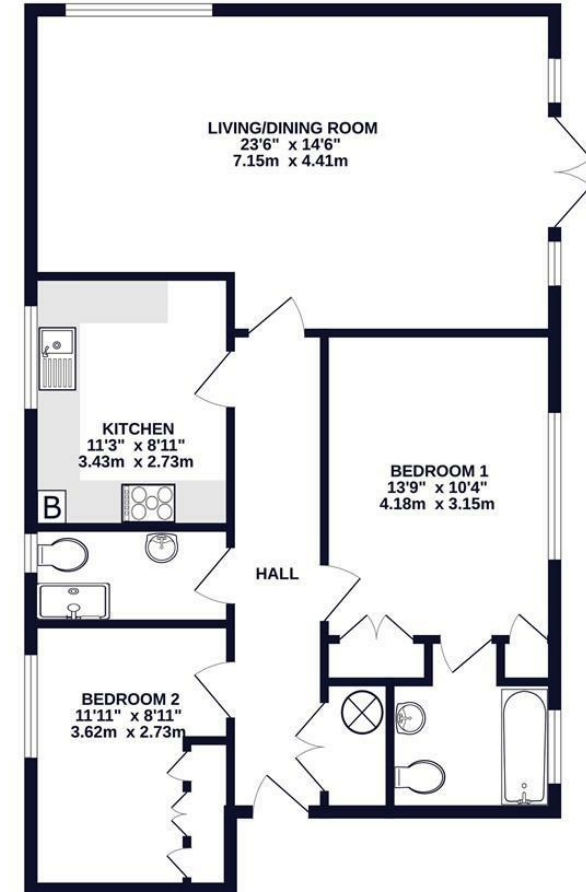 LIVING/DINING ROOM
23'6" x 14'6"
7.15m x 4.41m
KITCHEN
11'3" x 8'11"
3.43m x 2.73m
B
BEDROOM 1
13'9" x 10'4"
4.18m x 3.15m
HALL
BEDROOM 2
11'11" x 8'11"
3.62m x 2.73m